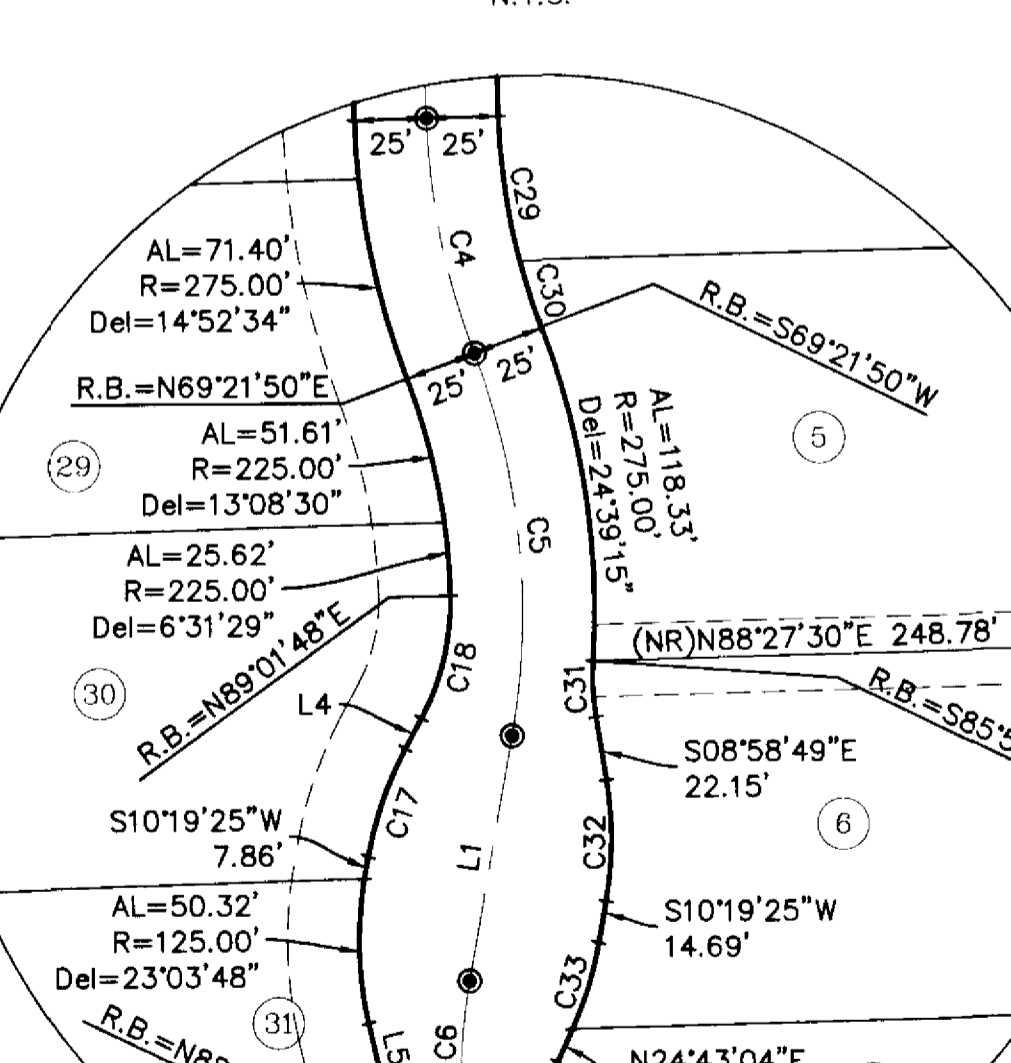 N.T.S.
25' 25'
C29
C4
C30
AL=71.40'
R=275.00'
Del=14°52'34"
R.B.=S69°21'50"W
R.B.=N69°21'50"E
25' 25'
AL=51.61'
R=225.00'
Del=13°08'30"
29
5
AL=118.33'
R=275.00'
Del=24°39'15"
C5
AL=25.62'
R=225.00'
Del=6°31'29"
R.B.=N89°01'48"E
(NR)N88°27'30"E 248.78'
30
C18
C31
L4
S08°58'49"E
22.15'
C17
S10°19'25"W
7.86'
L1
C32
6
AL=50.32'
R=125.00'
Del=23°03'48"
S10°19'25"W
14.69'
C33
31
L5
C6
N24°43'04"E